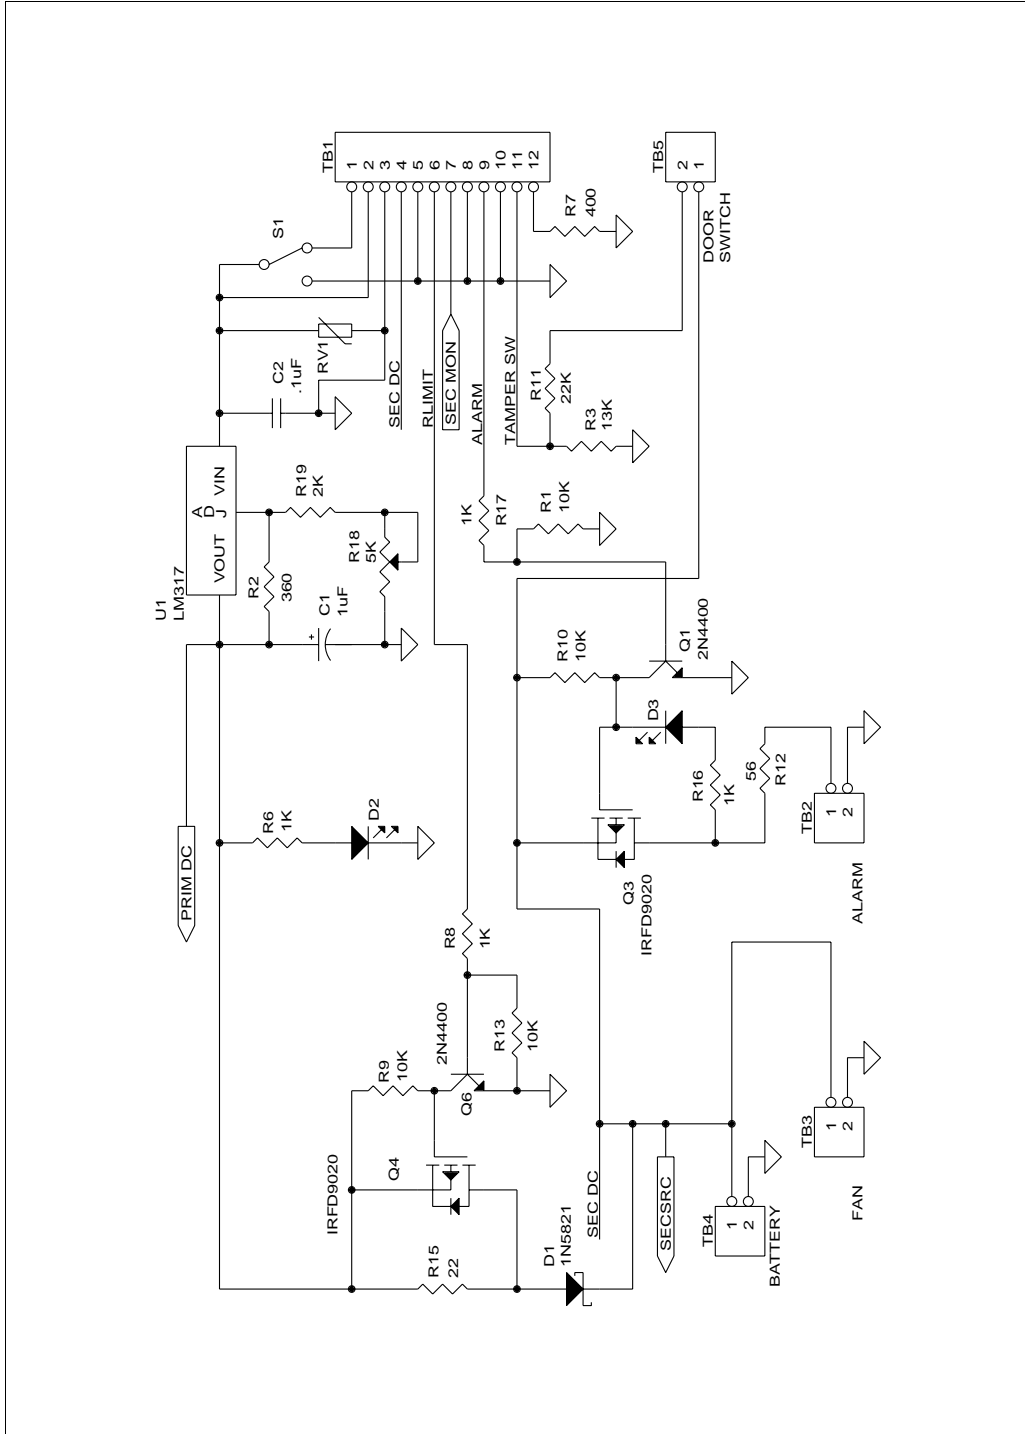 TB1
1
2
3
4
5
6
7
8
9
10
11
12
TB5
2
1
DOOR
SWITCH
S1
R7
400
RV1
C2
.1uF
SEC DC
RLIMIT
SEC MON
ALARM
TAMPER SW
R11
22K
R3
13K
U1
LM317
VIN
ADJ
VOUT
R19
2K
R2
360
R18
5K
C1
1uF
1K
R17
R1
10K
R10
10K
Q1
2N4400
D3
R16
1K
56
R12
TB2
1
2
ALARM
PRIM DC
R6
1K
D2
Q3
IRFD9020
R8
1K
2N4400
Q6
R13
10K
R9
10K
IRFD9020
Q4
R15
22
D1
1N5821
SEC DC
SECSRC
TB4
1
2
BATTERY
TB3
1
2
FAN